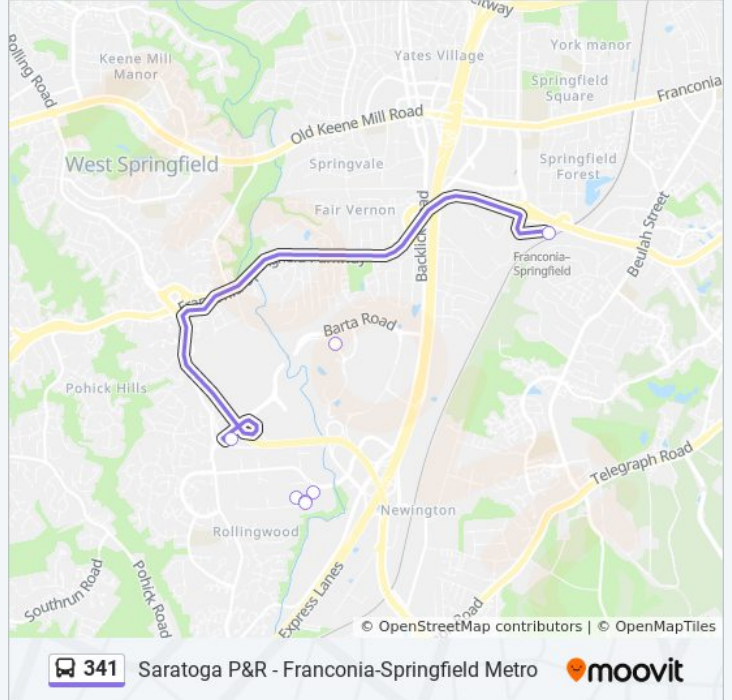 Keene Mill
Manor
Rolling Road
Yates Village
York manor
Springfield
Square
Franconia
Old Keene Mill Road
West Springfield
Springvale
Springfield
Forest
Fair Vernon
Beulah Street
Franconia–
Springfield
Barta Road
Pohick Hills
Telegraph Road
Newington
Rollingwood
Southrun Road
Pohick Road
Express Lanes
© OpenStreetMap contributors | © OpenMapTiles
341 Saratoga P&R - Franconia-Springfield Metro moovit